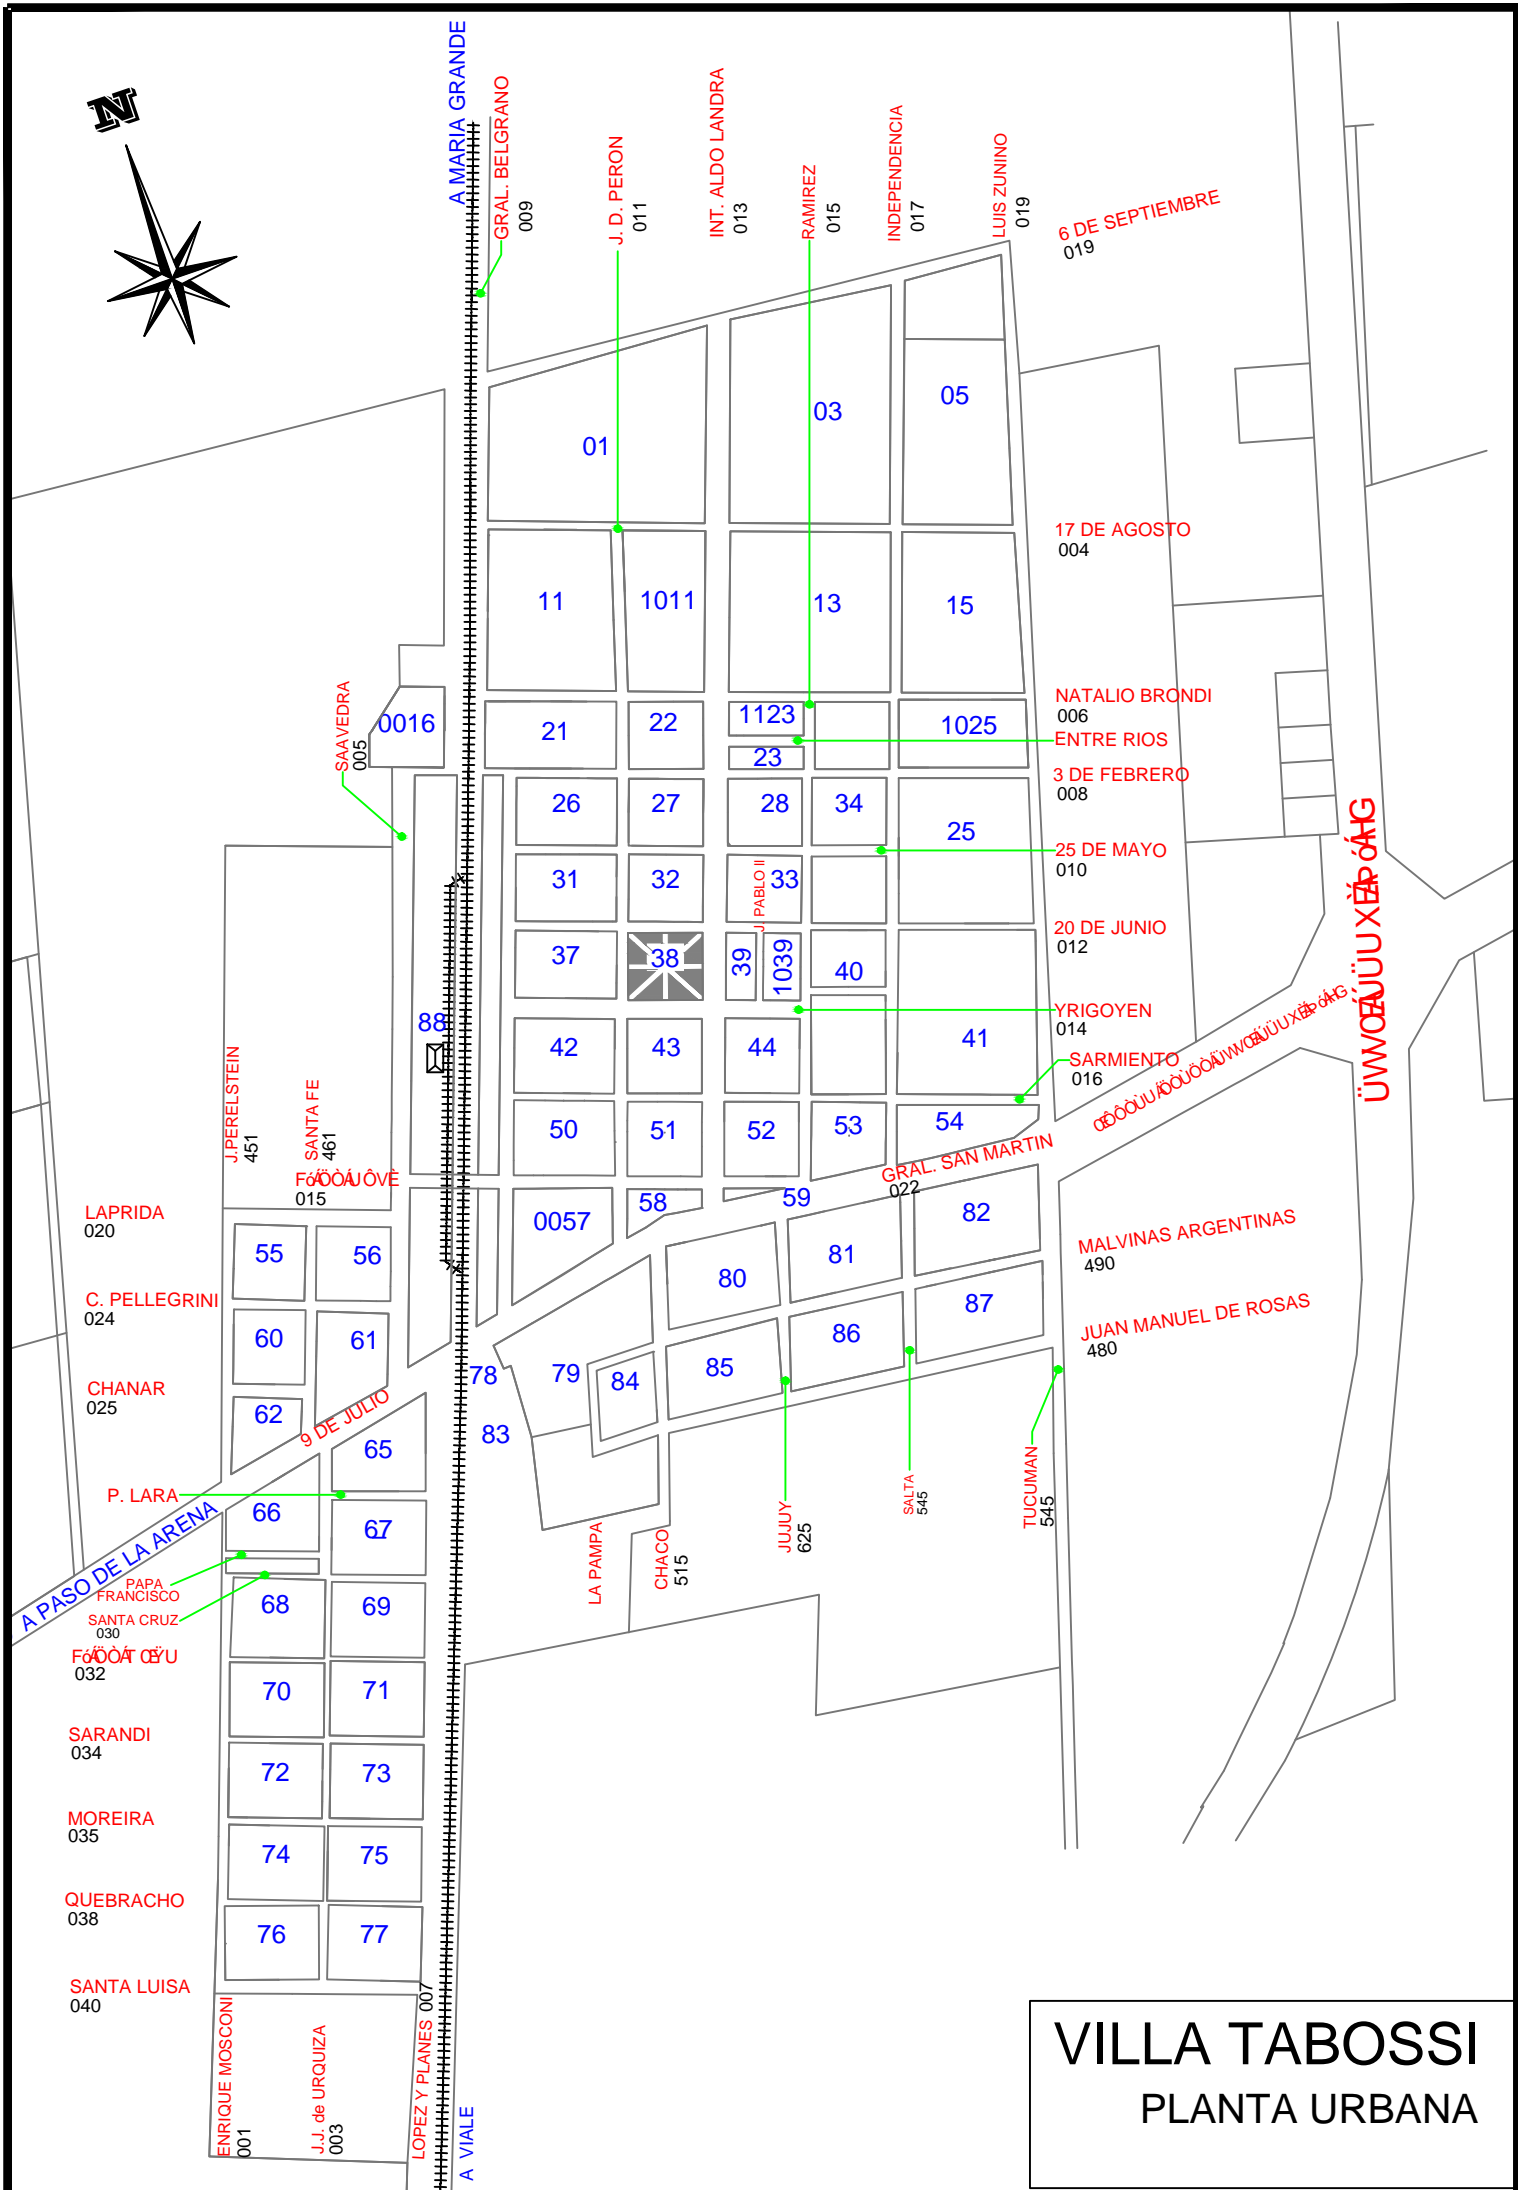 N
A MARIA GRANDE
GRAL. BELGRANO
009
J. D. PERON
011
INT. ALDO LANDRA
013
RAMIREZ
015
INDEPENDENCIA
017
LUIS ZUNINO
019
6 DE SEPTIEMBRE
019
01
03
05
17 DE AGOSTO
004
11
1011
13
15
SAAVEDRA
005
0016
21
22
1123
23
1025
NATALIO BRONDI
006
ENTRE RIOS
3 DE FEBRERO
008
26
27
28
34
25
25 DE MAYO
010
31
32
J. PABLO II
33
20 DE JUNIO
012
37
38
39
1039
40
YRIGOYEN
014
88
42
43
44
41
SARMIENTO
016
J.PERELSTEIN
451
SANTA FE
461
015
50
51
52
53
54
GRAL. SAN MARTIN
022
LAPRIDA
020
55
56
0057
58
59
81
82
MALVINAS ARGENTINAS
490
C. PELLEGRINI
024
60
61
80
86
87
JUAN MANUEL DE ROSAS
480
CHANAR
025
62
9 DE JULIO
78
79
84
85
83
65
P. LARA
66
67
A PASO DE LA ARENA
LA PAMPA
CHACO
515
JUJUY
625
SALTA
545
TUCUMAN
545
PAPA
FRANCISCO
SANTA CRUZ
030
68
69
032
70
71
SARANDI
034
72
73
MOREIRA
035
74
75
QUEBRACHO
038
76
77
SANTA LUISA
040
ENRIQUE MOSCONI
001
J.J. de URQUIZA
003
LOPEZ Y PLANES 007
A VIALE
VILLA TABOSSI
PLANTA URBANA